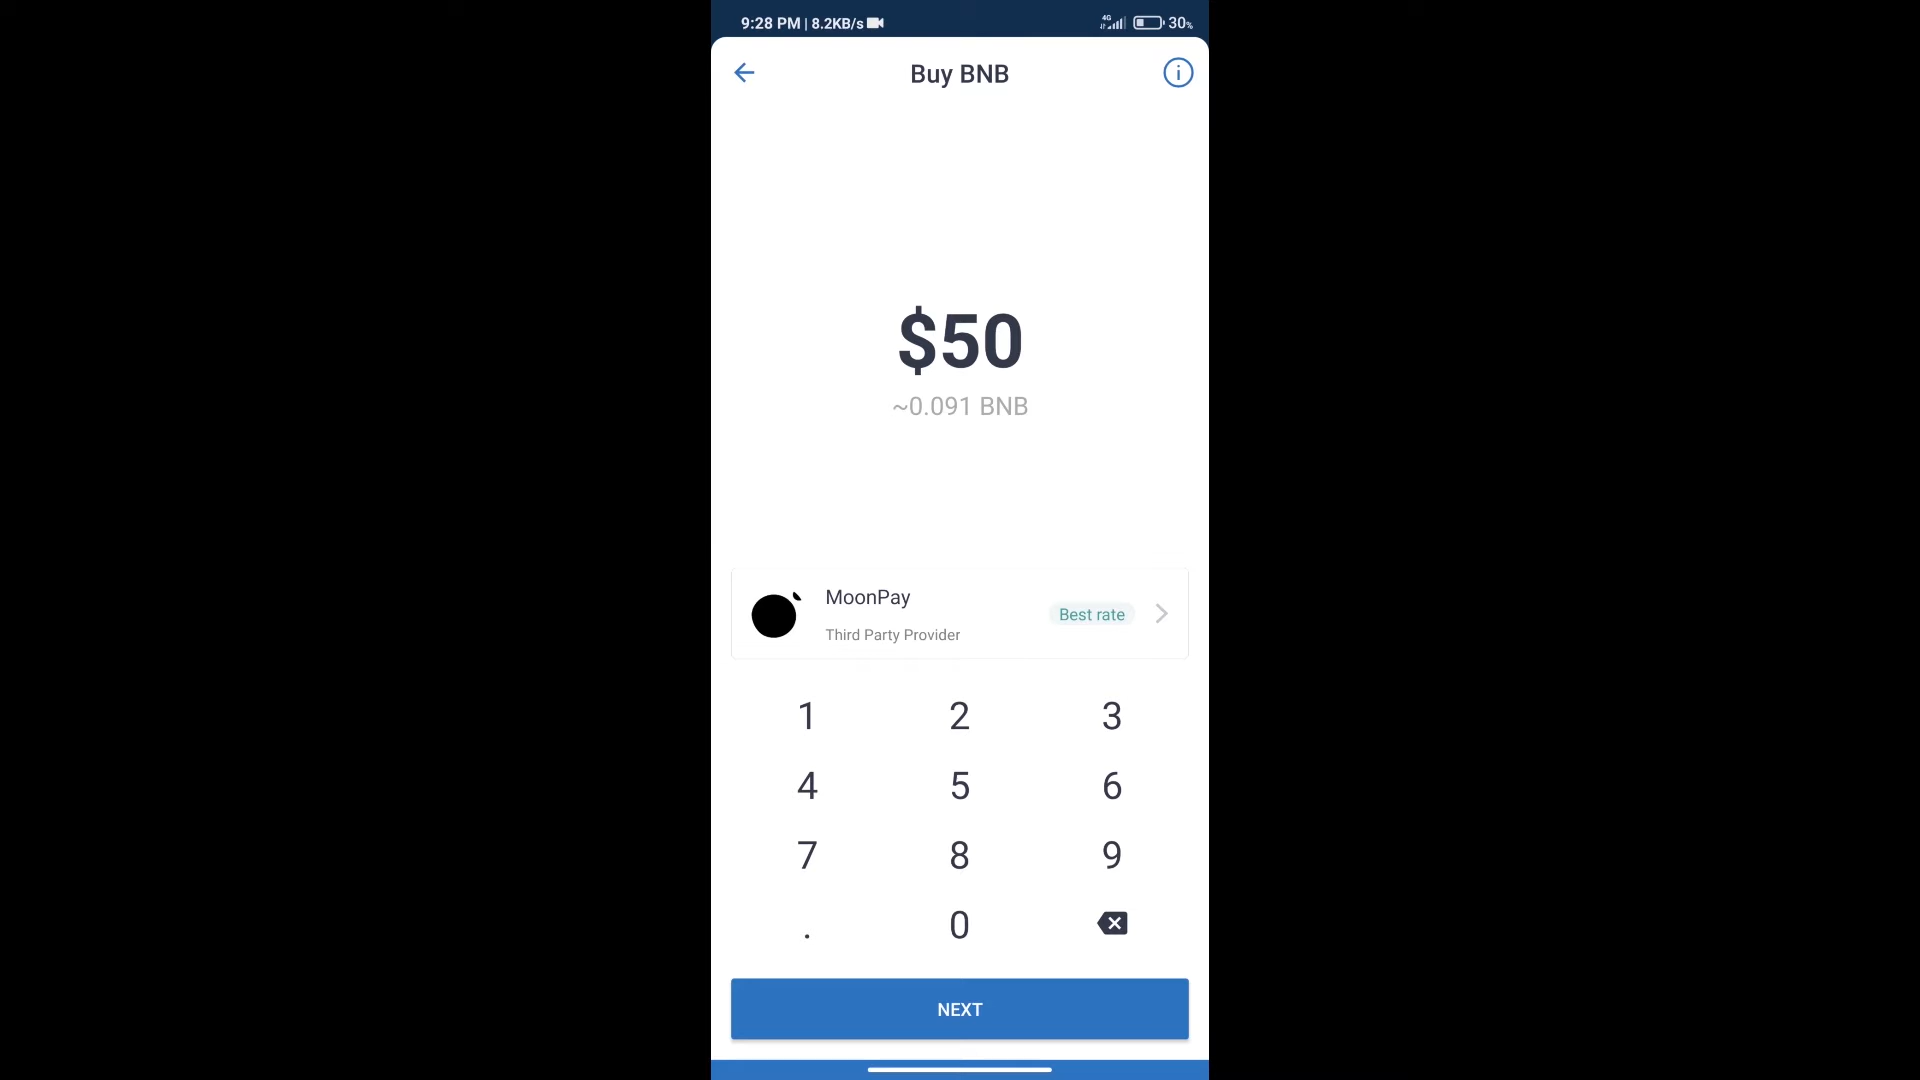 9:28 PM | 8.2KB/s 4G 30%
Buy BNB
$50
~0.091 BNB
MoonPay
Third Party Provider
Best rate
1 2 3
4 5 6
7 8 9
. 0
NEXT